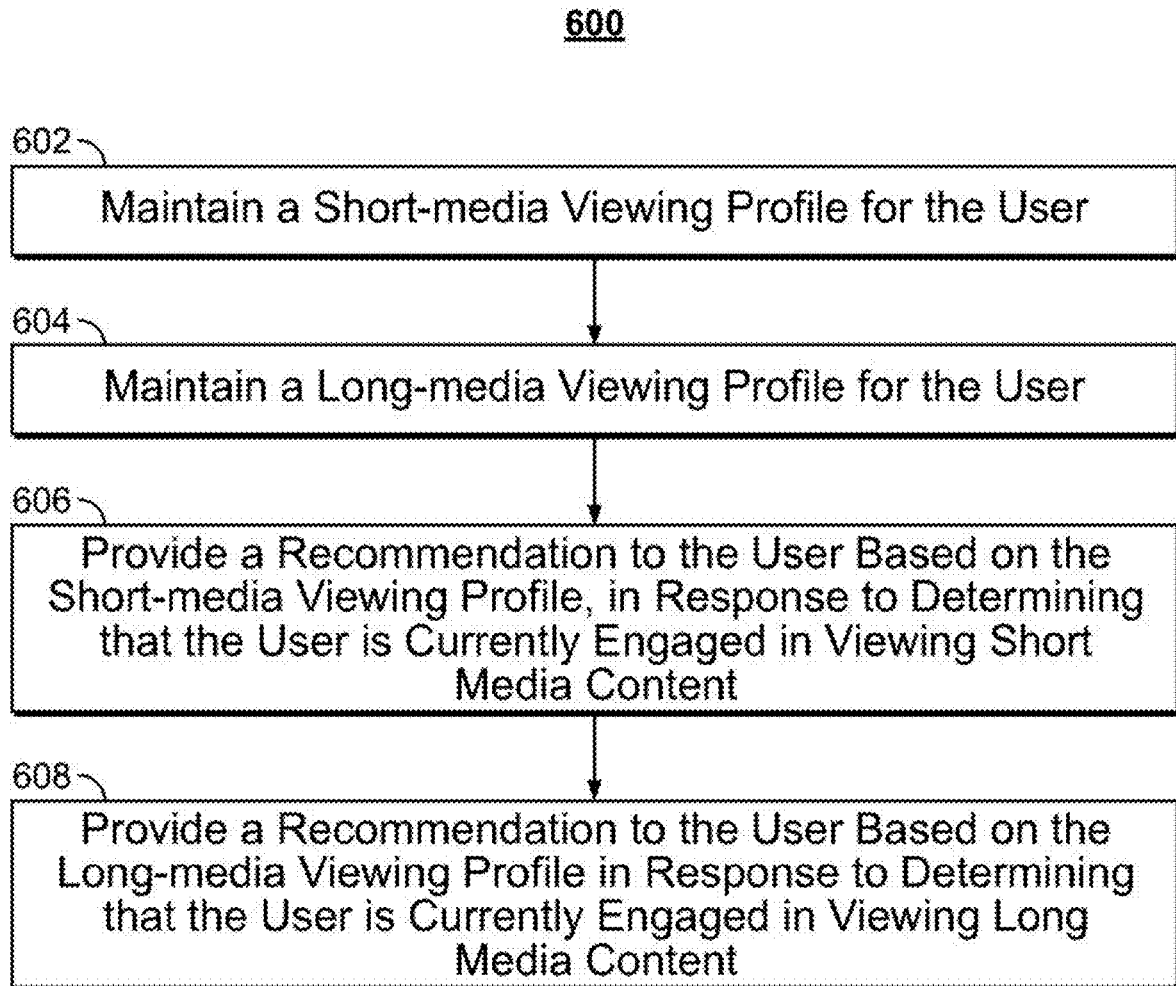 600
602
Maintain a Short-media Viewing Profile for the User
604
Maintain a Long-media Viewing Profile for the User
606
Provide a Recommendation to the User Based on the
Short-media Viewing Profile, in Response to Determining
that the User is Currently Engaged in Viewing Short
Media Content
608
Provide a Recommendation to the User Based on the
Long-media Viewing Profile in Response to Determining
that the User is Currently Engaged in Viewing Long
Media Content